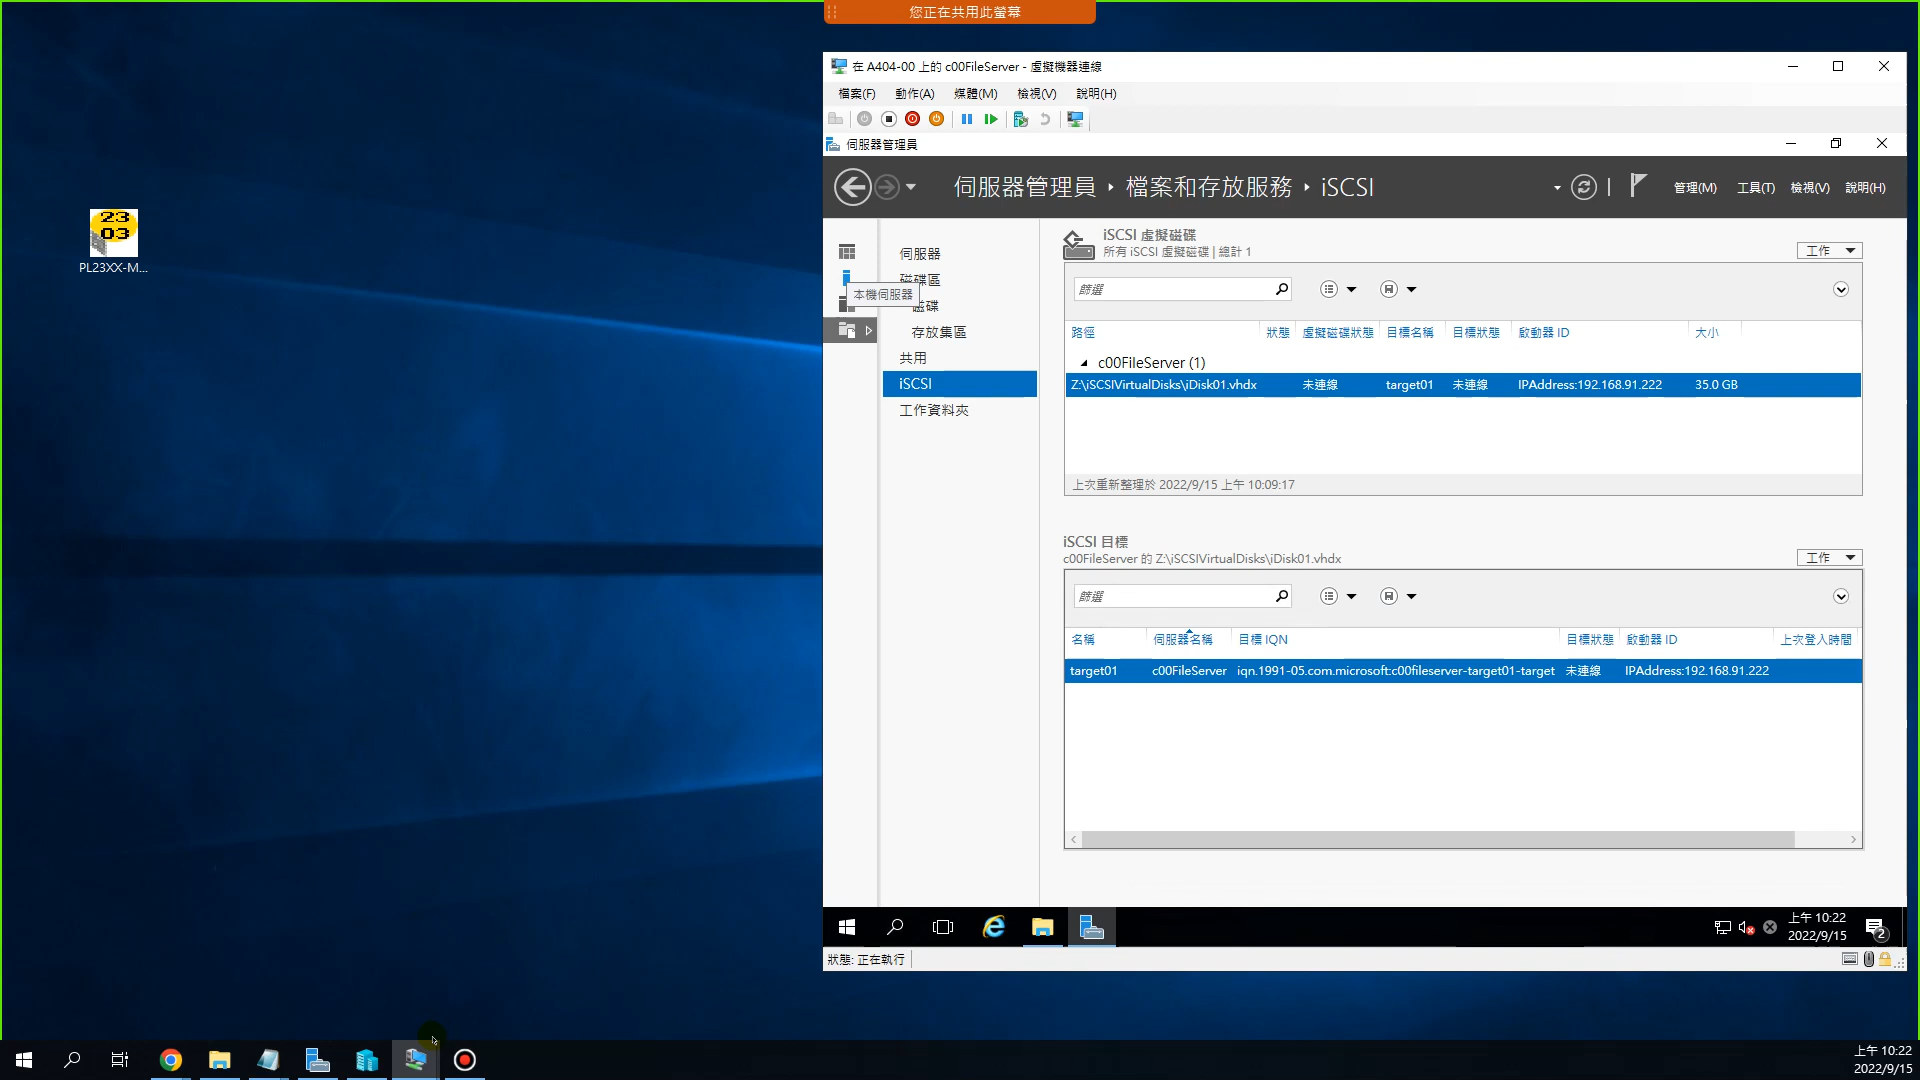 您正在共用此螢幕
在 A404-00 上的 c00FileServer - 虛擬機器連線
檔案(F) 動作(A) 媒體(M) 檢視(V) 說明(H)
伺服器管理員
伺服器管理員 ‣ 檔案和存放服務 ‣ iSCSI
管理(M) 工具(T) 檢視(V) 說明(H)
23
03
PL23XX-M...
伺服器
磁碟區
本機伺服器
磁碟
存放集區
共用
iSCSI
工作資料夾
iSCSI 虛擬磁碟
所有 iSCSI 虛擬磁碟 | 總計 1
工作
篩選
路徑 狀態 虛擬磁碟狀態 目標名稱 目標狀態 啟動器 ID 大小
c00FileServer (1)
Z:\iSCSIVirtualDisks\iDisk01.vhdx 未連線 target01 未連線 IPAddress:192.168.91.222 35.0 GB
上次重新整理於 2022/9/15 上午 10:09:17
iSCSI 目標
c00FileServer 的 Z:\iSCSIVirtualDisks\iDisk01.vhdx
工作
篩選
名稱 伺服器名稱 目標 IQN 目標狀態 啟動器 ID 上次登入時間
target01 c00FileServer iqn.1991-05.com.microsoft:c00fileserver-target01-target 未連線 IPAddress:192.168.91.222
上午 10:22
2022/9/15
2
狀態: 正在執行
上午 10:22
2022/9/15